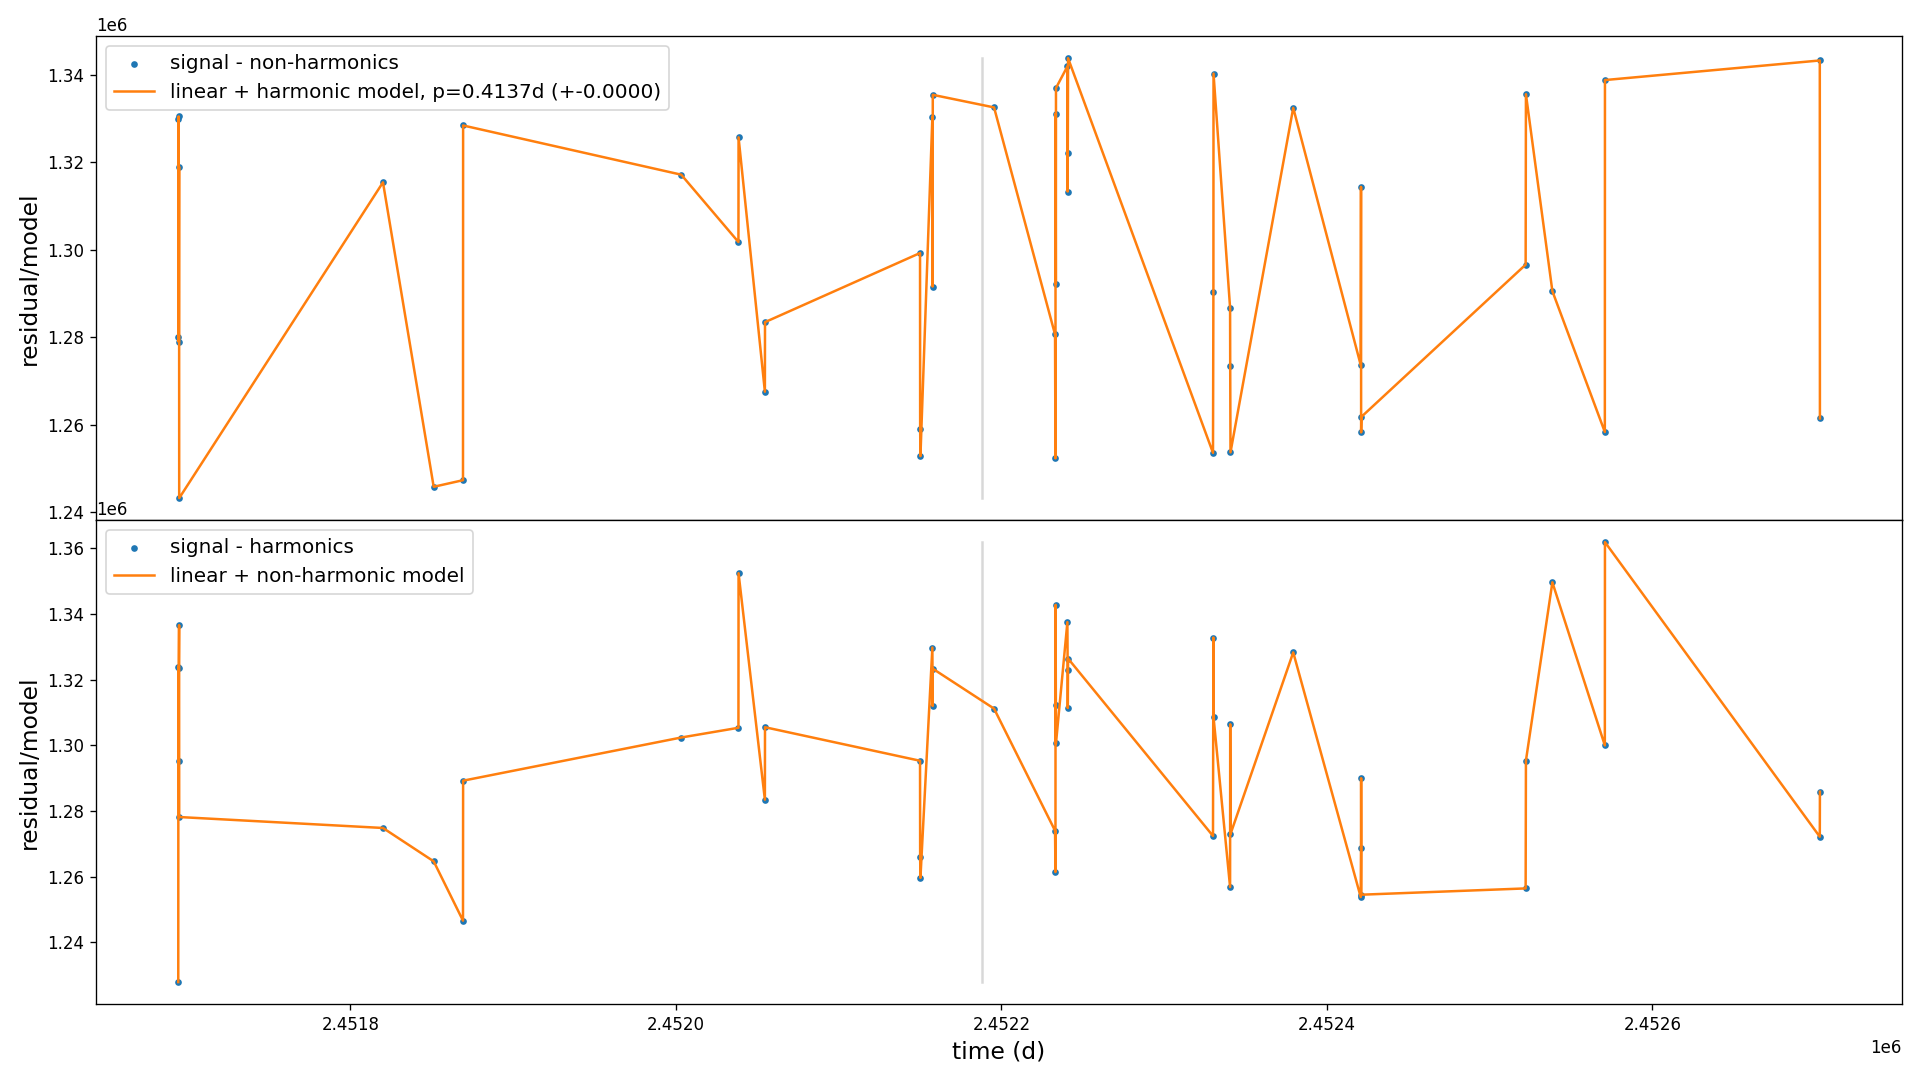 1e6
signal - non-harmonics
linear + harmonic model, p=0.4137d (+-0.0000)
1.34
1.32
1.30
1.28
1.26
1.24
residual/model
1e6
signal - harmonics
linear + non-harmonic model
1.36
1.34
1.32
1.30
1.28
1.26
1.24
residual/model
2.4518
2.4520
2.4522
2.4524
2.4526
time (d)
1e6